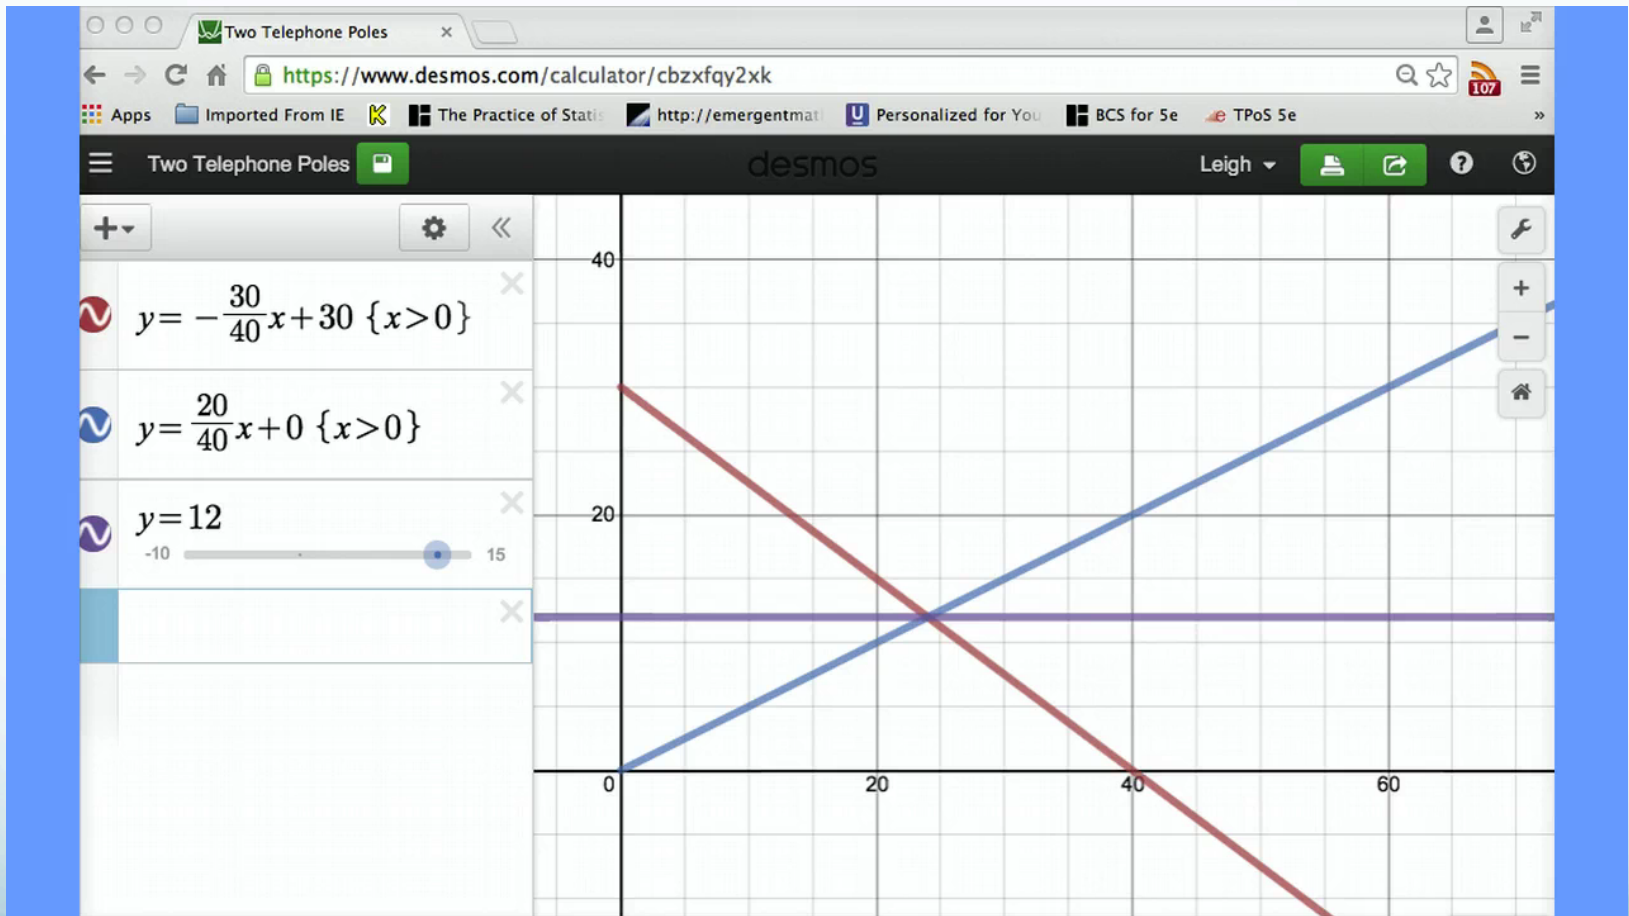 Two Telephone Poles
https://www.desmos.com/calculator/cbzxfqy2xk
107
Apps Imported From IE K The Practice of Statis http://emergentmat U Personalized for You BCS for 5e e TPoS 5e »
Two Telephone Poles desmos Leigh ?
y=-30/40x+30 {x>0}
y=20/40x+0 {x>0}
y=12
-10 15
40
20
0 20 40 60